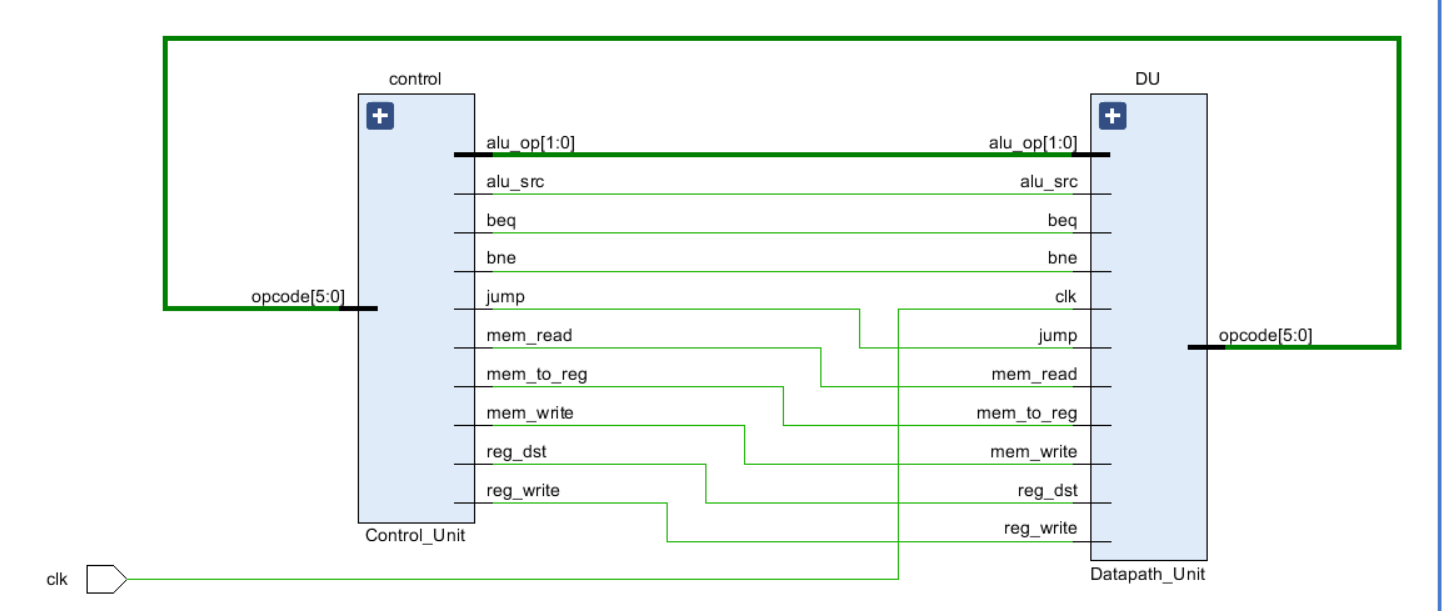 control
DU
alu_op[1:0]
alu_op[1:0]
alu_src
alu_src
beq
beq
bne
bne
opcode[5:0]
jump
clk
mem_read
jump
opcode[5:0]
mem_to_reg
mem_read
mem_write
mem_to_reg
reg_dst
mem_write
reg_write
reg_dst
reg_write
Control_Unit
clk
Datapath_Unit